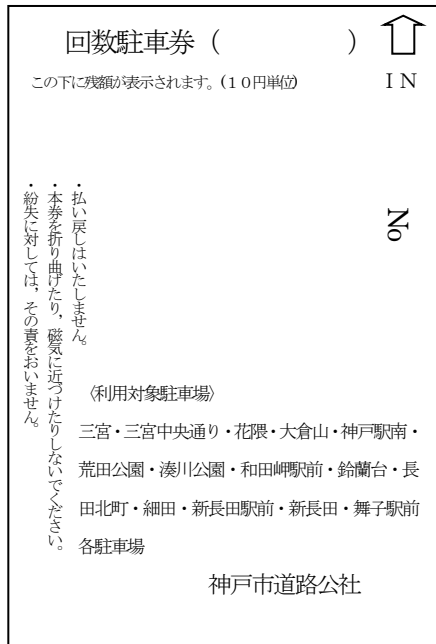 回数駐車券（　　　　　）
この下に残額が表示されます。（１０円単位）
ＩＮ
No
・払い戻しはいたしません。
・本券を折り曲げたり，磁気に近づけたりしないでください。
・紛失に対しては，その責をおいません。
〈利用対象駐車場〉
三宮・三宮中央通り・花隈・大倉山・神戸駅南・
荒田公園・湊川公園・和田岬駅前・鈴蘭台・長
田北町・細田・新長田駅前・新長田・舞子駅前
各駐車場
神戸市道路公社